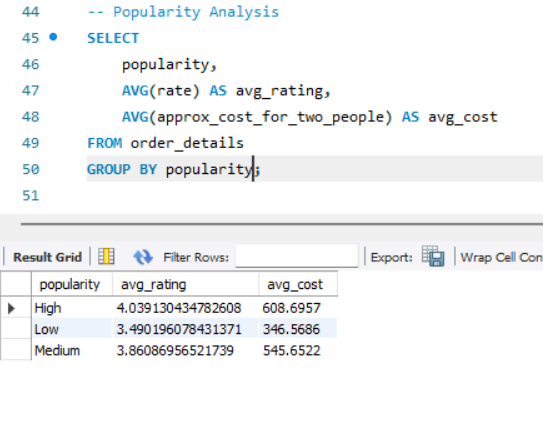 44 -- Popularity Analysis
45 SELECT
46 popularity,
47 AVG(rate) AS avg_rating,
48 AVG(approx_cost_for_two_people) AS avg_cost
49 FROM order_details
50 GROUP BY popularity;
51
Result Grid Filter Rows: Export: Wrap Cell Con
popularity avg_rating avg_cost
High 4.039130434782608 608.6957
Low 3.490196078431371 346.5686
Medium 3.86086956521739 545.6522